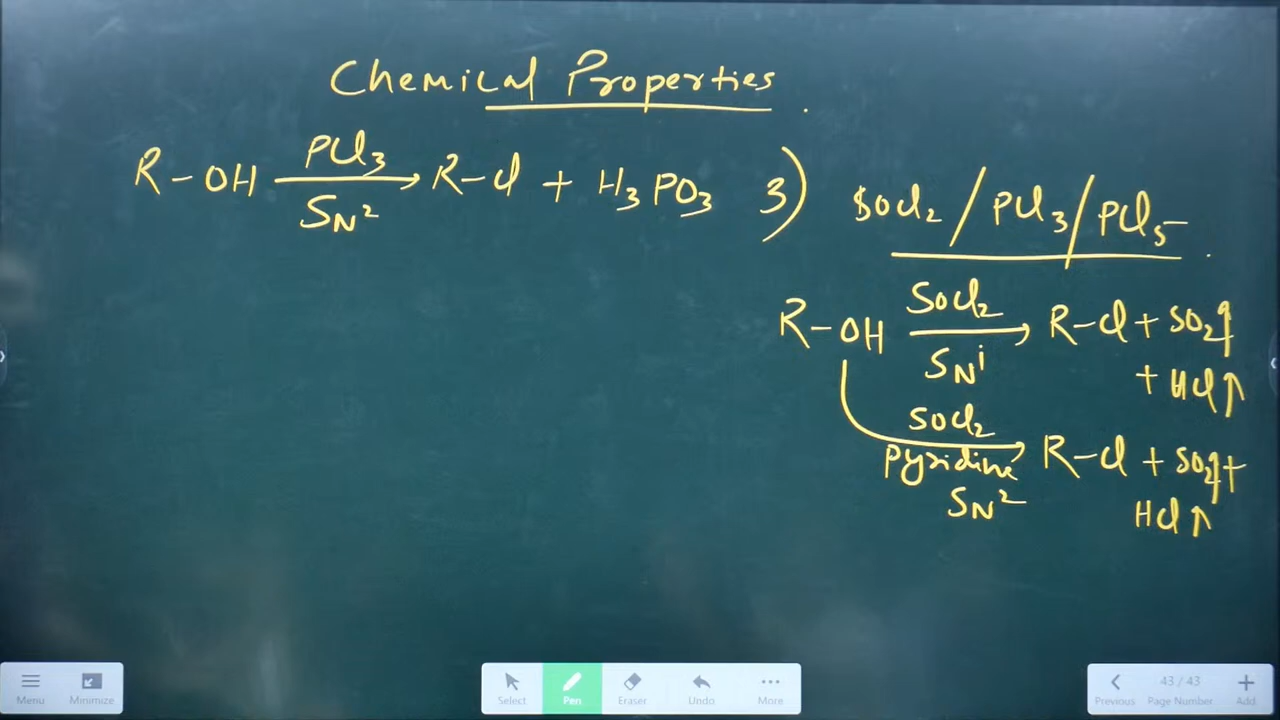 Chemical Properties.
R-OH PCl3 SN2 → R-Cl + H3PO3
3) SOCl2 / PCl3 / PCl5.
R-OH SOCl2 SNi → R-Cl + SO2↑
+ HCl↑
SOCl2 Pyridine SN2 → R-Cl + SO2↑ +
HCl↑
Menu
Minimize
Select
Pen
Eraser
Undo
More
Previous
43 / 43
Page Number
Add